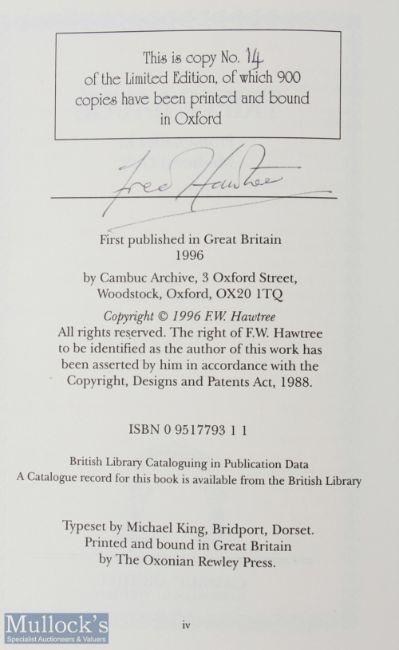 This is copy No. 14
of the Limited Edition, of which 900
copies have been printed and bound
in Oxford
Fred Hawtree
First published in Great Britain
1996
by Cambuc Archive, 3 Oxford Street,
Woodstock, Oxford, OX20 1TQ
Copyright © 1996 F.W. Hawtree
All rights reserved. The right of F.W. Hawtree
to be identified as the author of this work has
been asserted by him in accordance with the
Copyright, Designs and Patents Act, 1988.
ISBN 0 9517793 1 1
British Library Cataloguing in Publication Data
A Catalogue record for this book is available from the British Library
Typeset by Michael King, Bridport, Dorset.
Printed and bound in Great Britain
by The Oxonian Rewley Press.
iv
Mullock's
Specialist Auctioneers & Valuers